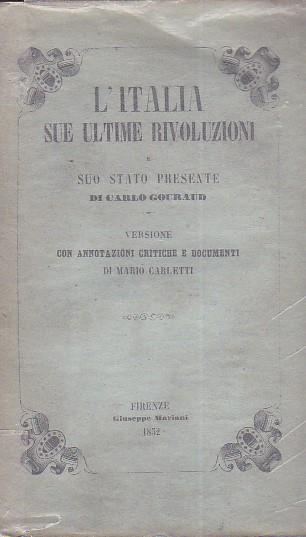 L'ITALIA
SUE ULTIME RIVOLUZIONI
E
SUO STATO PRESENTE
DI CARLO GOURAUD
VERSIONE
CON ANNOTAZIONI CRITICHE E DOCUMENTI
DI MARIO CARLETTI
FIRENZE
Giuseppe Mariani
1852